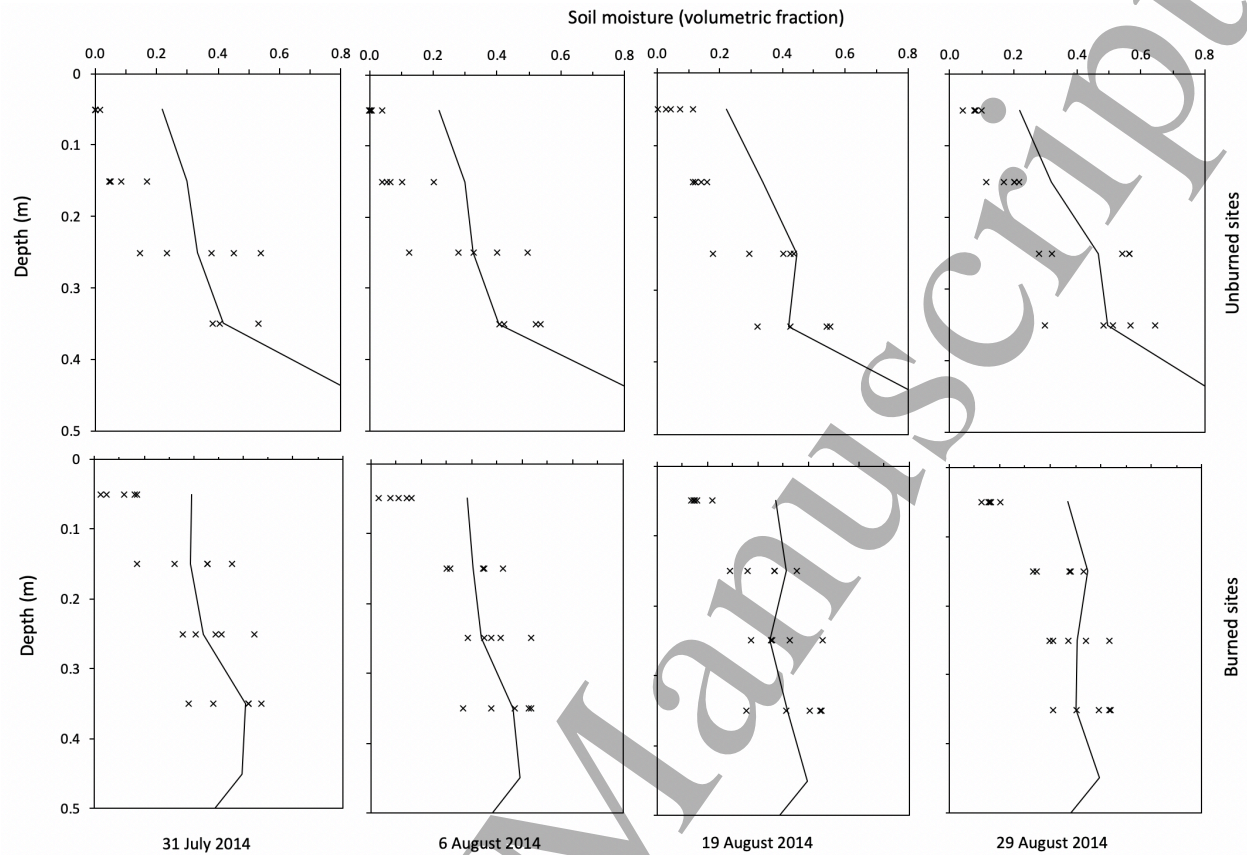 Soil moisture (volumetric fraction)
0.0 0.2 0.4 0.6 0.8 0.0 0.2 0.4 0.6 0.8 0.0 0.2 0.4 0.6 0.8 0.0 0.2 0.4 0.6 0.8
0
0.1
0.2
0.3
0.4
0.5
Depth (m)
Unburned sites
0
0.1
0.2
0.3
0.4
0.5
Depth (m)
Burned sites
31 July 2014 6 August 2014 19 August 2014 29 August 2014
Manuscript